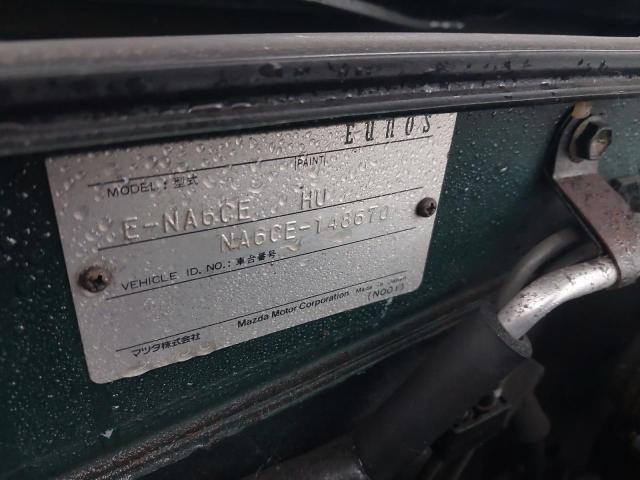 EUNOS
MODEL：型式 PAINT
E-NA6CE HU
NA6CE-148670
VEHICLE ID. NO.：車台番号
Mazda Motor Corporation Made in Japan
マツダ株式会社 (N001)